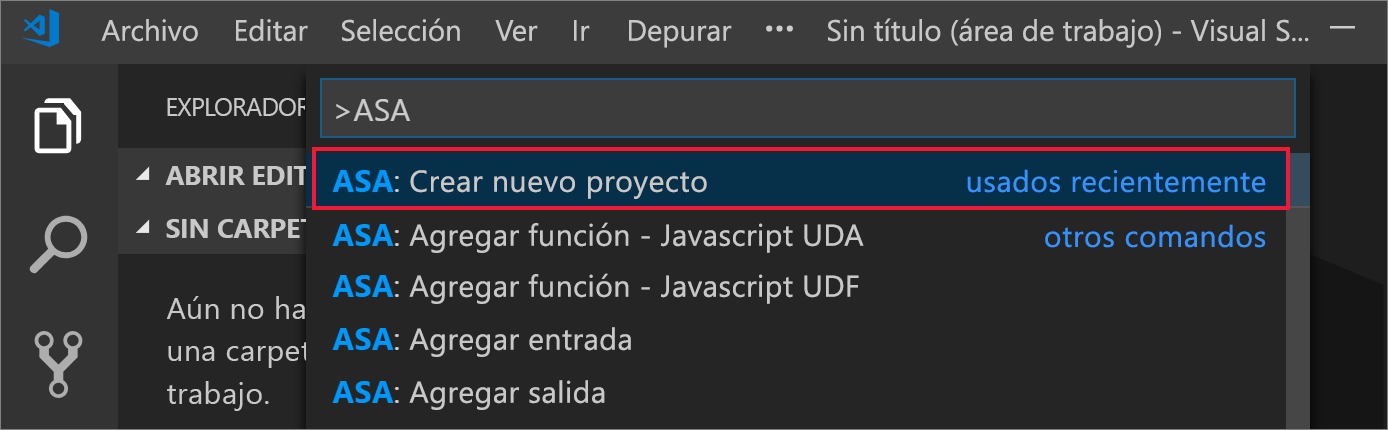 Archivo Editar Selección Ver Ir Depurar ••• Sin título (área de trabajo) - Visual S...
EXPLORADOR
>ASA
ABRIR EDIT
ASA: Crear nuevo proyecto usados recientemente
SIN CARPET
ASA: Agregar función - Javascript UDA otros comandos
ASA: Agregar función - Javascript UDF
Aún no ha
una carpet
trabajo.
ASA: Agregar entrada
ASA: Agregar salida